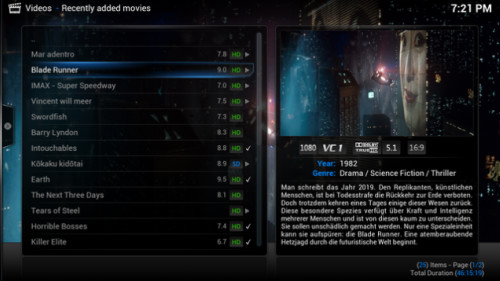 Videos - Recently added movies
7:21 PM
Mar adentro 7.8 HD
Blade Runner 9.0 HD
IMAX - Super Speedway 7.0 HD
Vincent will meer 7.5 HD
Swordfish 7.3 HD
Barry Lyndon 8.3 HD
Intouchables 8.8 HD
Kôkaku kidôtai 8.9 SD
Earth 9.5 HD
The Next Three Days 8.1 HD
Tears of Steel HD
Horrible Bosses 7.4 HD
Killer Elite 6.7 HD
1080 VC1 DOLBY TRUEHD 5.1 16:9
Year: 1982
Genre: Drama / Science Fiction / Thriller
Man schreibt das Jahr 2019. Den Replikanten, künstlichen
Menschen, ist bei Todesstrafe die Rückkehr zur Erde verboten.
Doch trotzdem kehren eines Tages einige dieser Wesen zurück.
Diese besondere Spezies verfügt über Kraft und Intelligenz
mehrerer Menschen und ist von diesen kaum zu unterscheiden.
Sie sollen unschädlich gemacht werden. Nur eine Spezialeinheit
kann sie aufspüren: die Blade Runner. Eine atemberaubende
Hetzjagd durch die futuristische Welt beginnt.
(25) Items - Page (1/2)
Total Duration (46:16:19)